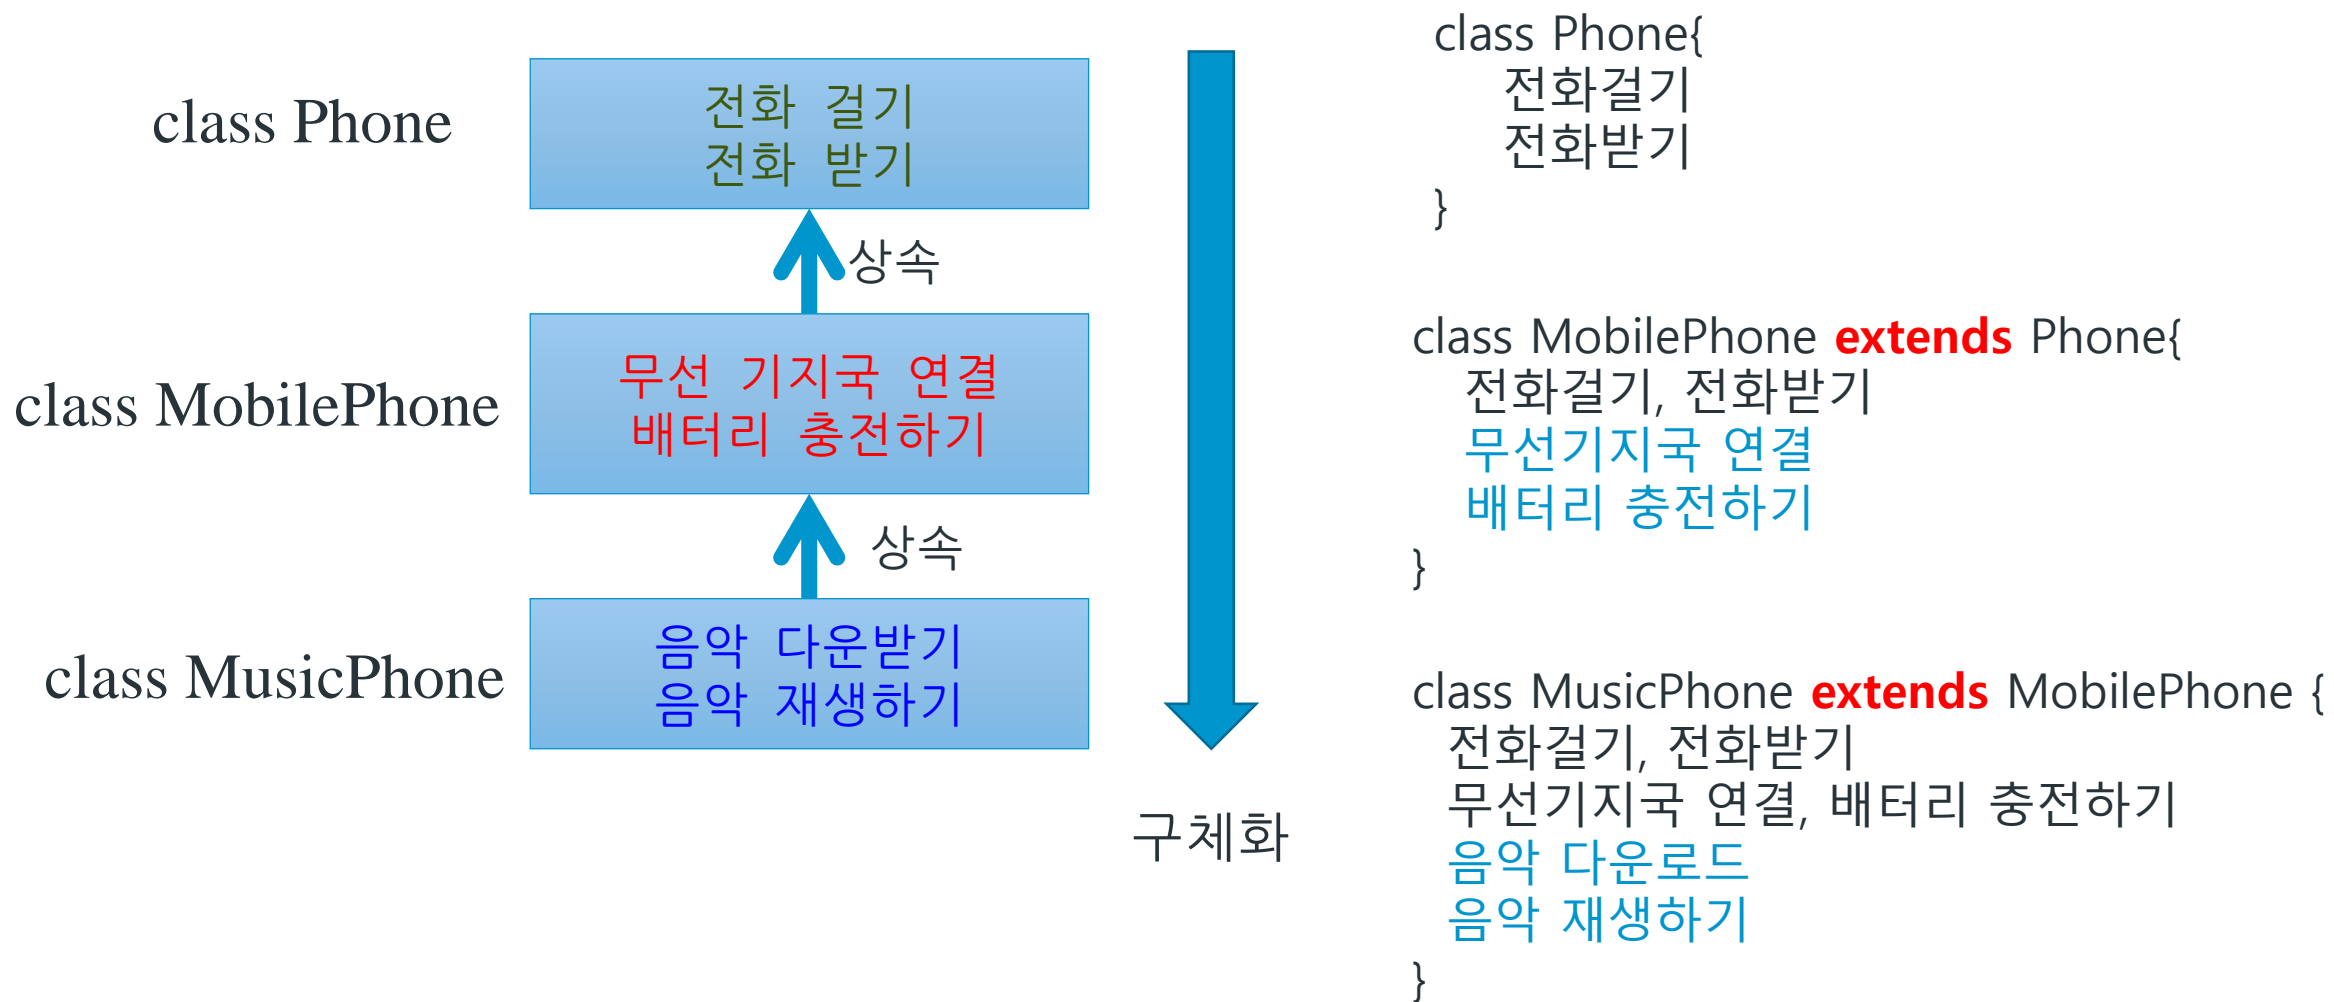 class Phone
전화 걸기
전화 받기
상속
class MobilePhone
무선 기지국 연결
배터리 충전하기
상속
class MusicPhone
음악 다운받기
음악 재생하기
구체화
class Phone{
전화걸기
전화받기
}
class MobilePhone extends Phone{
전화걸기, 전화받기
무선기지국 연결
배터리 충전하기
}
class MusicPhone extends MobilePhone {
전화걸기, 전화받기
무선기지국 연결, 배터리 충전하기
음악 다운로드
음악 재생하기
}